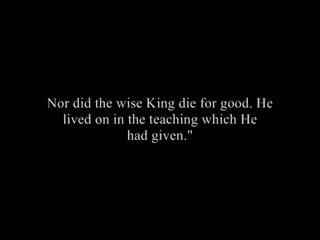 Nor did the wise King die for good. He
lived on in the teaching which He
had given."